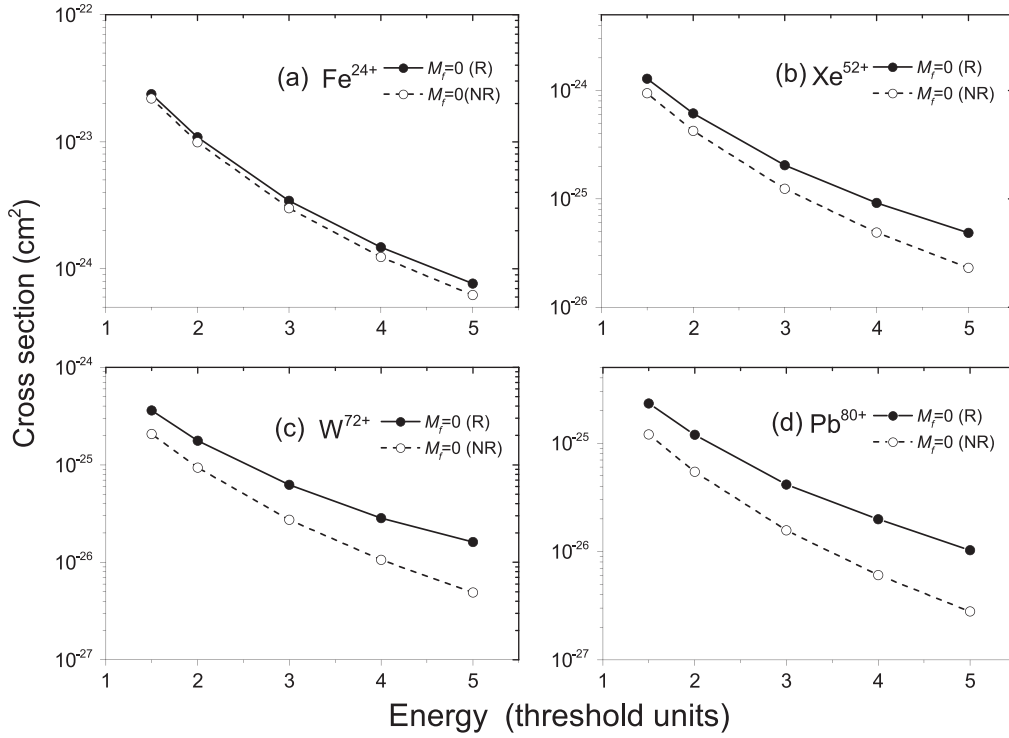 10^-22
10^-23
10^-24
(a) Fe^24+
M_f=0 (R)
M_f=0(NR)
1 2 3 4 5
10^-24
10^-25
10^-26
(b) Xe^52+
M_f=0 (R)
M_f=0 (NR)
1 2 3 4 5
Cross section (cm^2)
10^-24
10^-25
10^-26
10^-27
(c) W^72+
M_f=0 (R)
M_f=0 (NR)
1 2 3 4 5
10^-25
10^-26
10^-27
(d) Pb^80+
M_f=0 (R)
M_f=0 (NR)
1 2 3 4 5
Energy (threshold units)